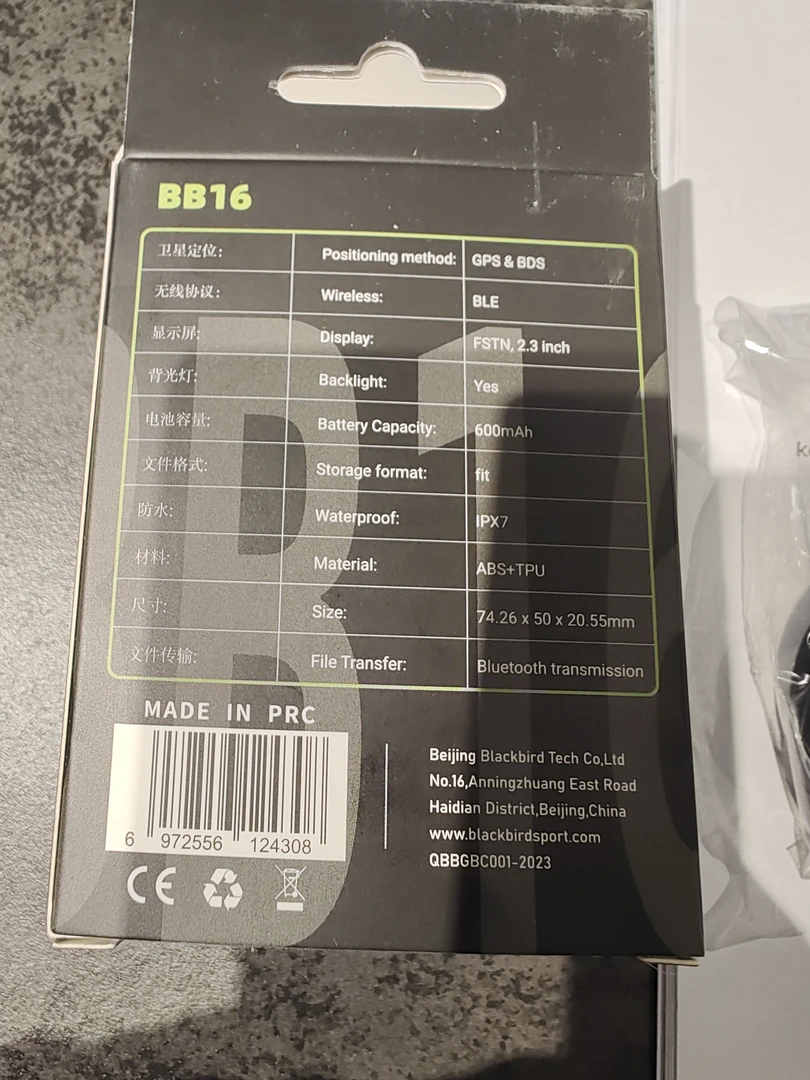 BB16
卫星定位: Positioning method: GPS & BDS
无线协议: Wireless: BLE
显示屏: Display: FSTN, 2.3 inch
背光灯: Backlight: Yes
电池容量: Battery Capacity: 600mAh
文件格式: Storage format: fit
防水: Waterproof: IPX7
材料: Material: ABS+TPU
尺寸: Size: 74.26 x 50 x 20.55mm
文件传输: File Transfer: Bluetooth transmission
MADE IN PRC
6 972556 124308
CE
Beijing Blackbird Tech Co,Ltd
No.16,Anningzhuang East Road
Haidian District,Beijing,China
www.blackbirdsport.com
QBBGBC001-2023